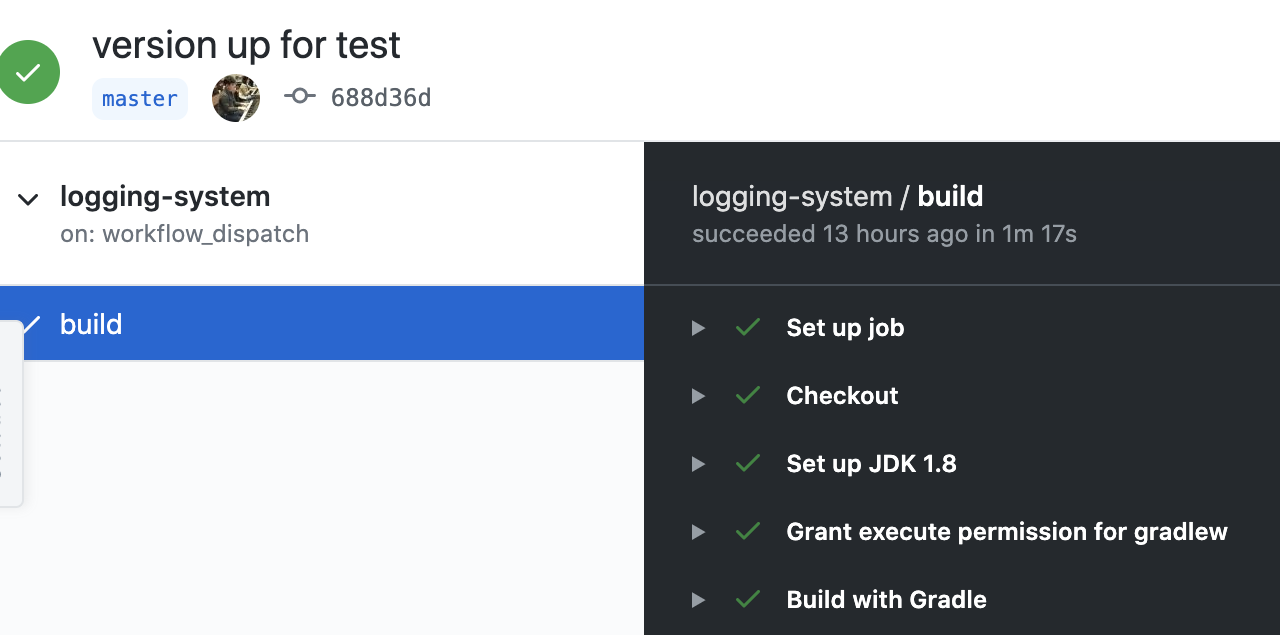 version up for test
master 688d36d
logging-system
on: workflow_dispatch
build
logging-system / build
succeeded 13 hours ago in 1m 17s
Set up job
Checkout
Set up JDK 1.8
Grant execute permission for gradlew
Build with Gradle